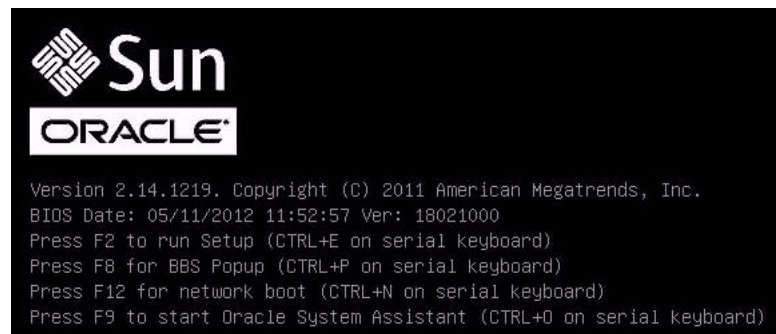 Sun
ORACLE
Version 2.14.1219. Copyright (C) 2011 American Megatrends, Inc.
BIOS Date: 05/11/2012 11:52:57 Ver: 18021000
Press F2 to run Setup (CTRL+E on serial keyboard)
Press F8 for BBS Popup (CTRL+P on serial keyboard)
Press F12 for network boot (CTRL+N on serial keyboard)
Press F9 to start Oracle System Assistant (CTRL+O on serial keyboard)